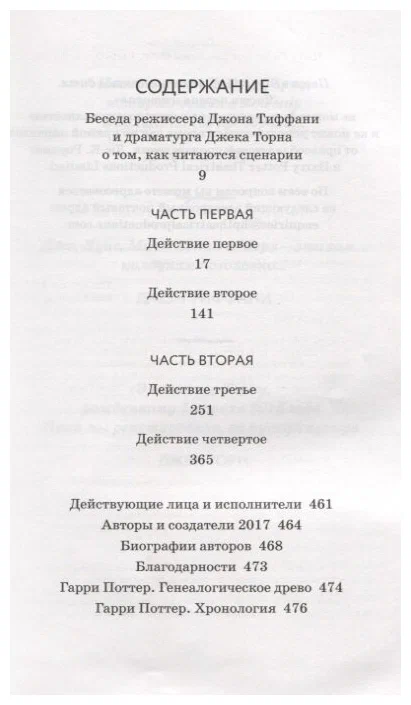 СОДЕРЖАНИЕ
Беседа режиссера Джона Тиффани
и драматурга Джека Торна
о том, как читаются сценарии
9
ЧАСТЬ ПЕРВАЯ
Действие первое
17
Действие второе
141
ЧАСТЬ ВТОРАЯ
Действие третье
251
Действие четвертое
365
Действующие лица и исполнители 461
Авторы и создатели 2017 464
Биографии авторов 468
Благодарности 473
Гарри Поттер. Генеалогическое древо 474
Гарри Поттер. Хронология 476